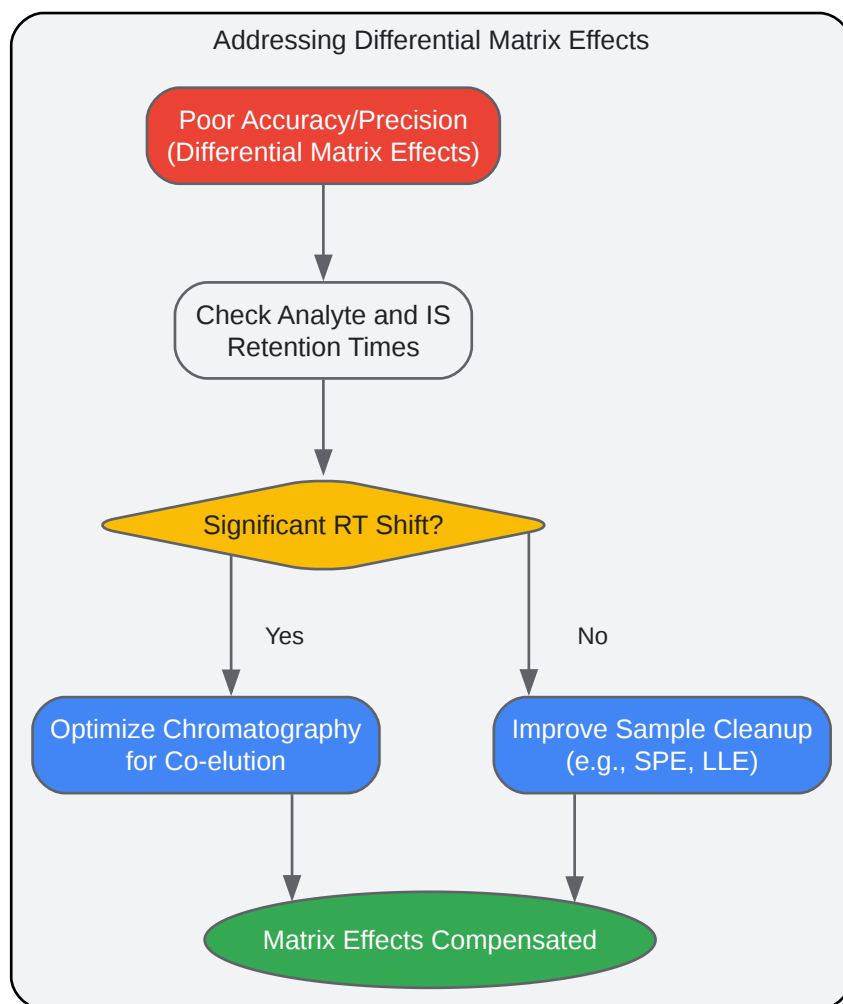 Addressing Differential Matrix Effects
Poor Accuracy/Precision
(Differential Matrix Effects)
Check Analyte and IS
Retention Times
Significant RT Shift?
Yes
No
Optimize Chromatography
for Co-elution
Improve Sample Cleanup
(e.g., SPE, LLE)
Matrix Effects Compensated